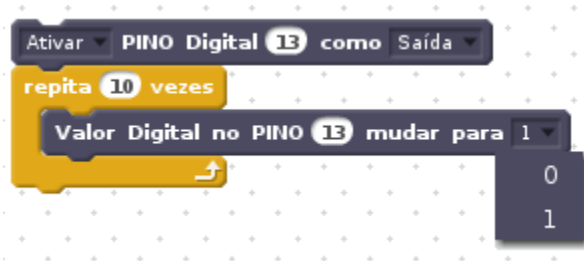 Ativar PINO Digital 13 como Saída
repita 10 vezes
Valor Digital no PINO 13 mudar para 1
0
1